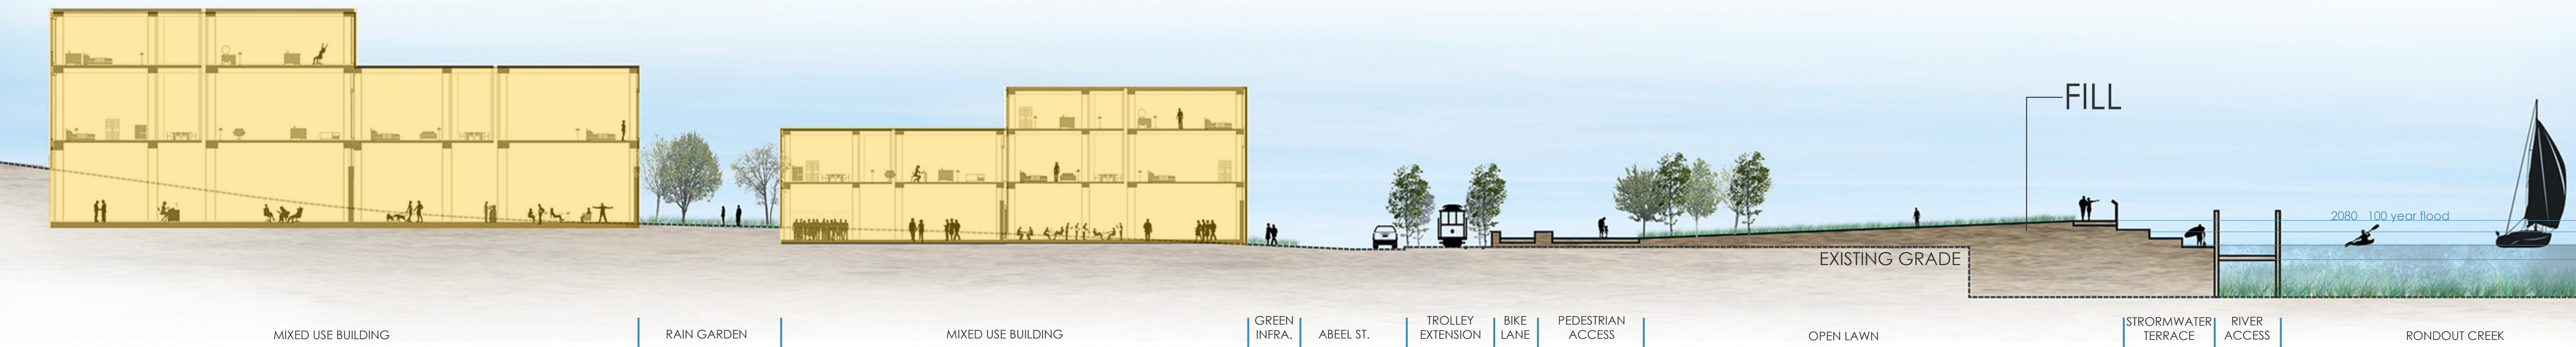 FILL
2080 100 year flood
EXISTING GRADE
MIXED USE BUILDING
RAIN GARDEN
MIXED USE BUILDING
GREEN
INFRA.
ABEEL ST.
TROLLEY
EXTENSION
BIKE
LANE
PEDESTRIAN
ACCESS
OPEN LAWN
STRORMWATER
TERRACE
RIVER
ACCESS
RONDOUT CREEK